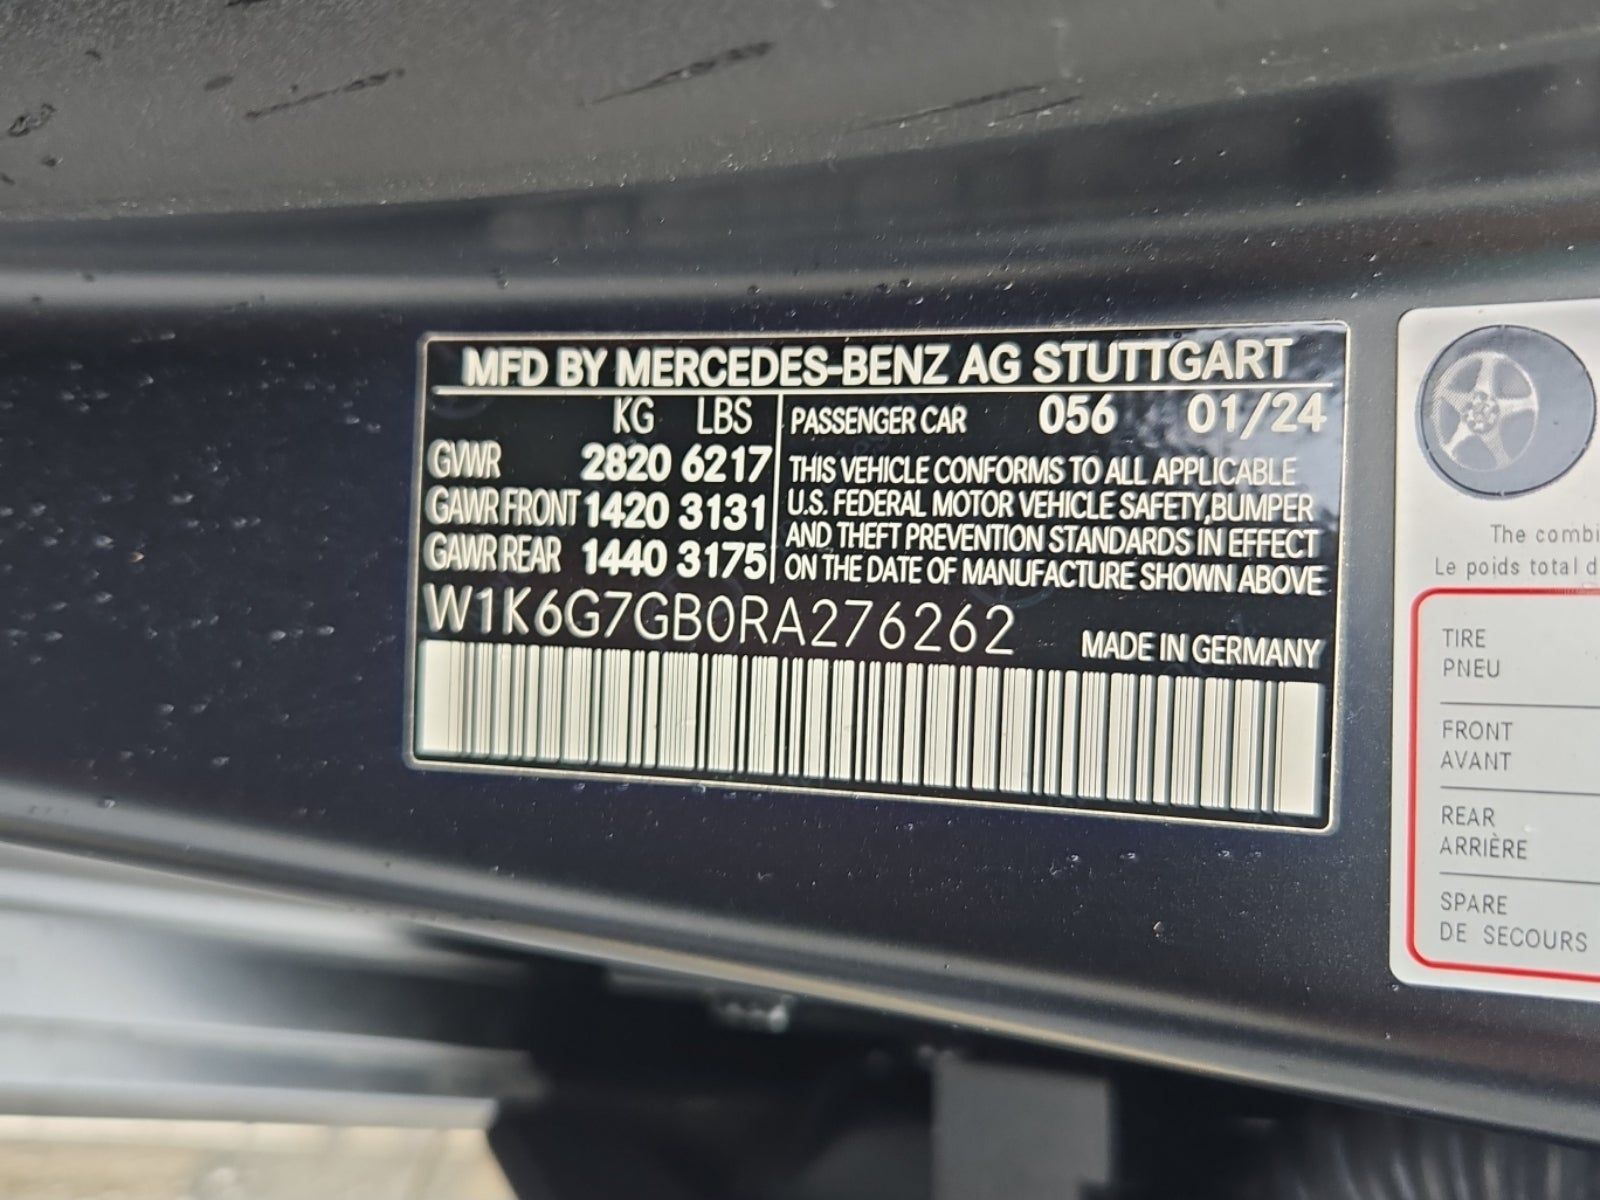 MFD BY MERCEDES-BENZ AG STUTTGART
KG LBS
GVWR 2820 6217
GAWR FRONT 1420 3131
GAWR REAR 1440 3175
PASSENGER CAR 056 01/24
THIS VEHICLE CONFORMS TO ALL APPLICABLE
U.S. FEDERAL MOTOR VEHICLE SAFETY,BUMPER
AND THEFT PREVENTION STANDARDS IN EFFECT
ON THE DATE OF MANUFACTURE SHOWN ABOVE
W1K6G7GB0RA276262
MADE IN GERMANY
The combi
Le poids total d
TIRE
PNEU
FRONT
AVANT
REAR
ARRIÈRE
SPARE
DE SECOURS